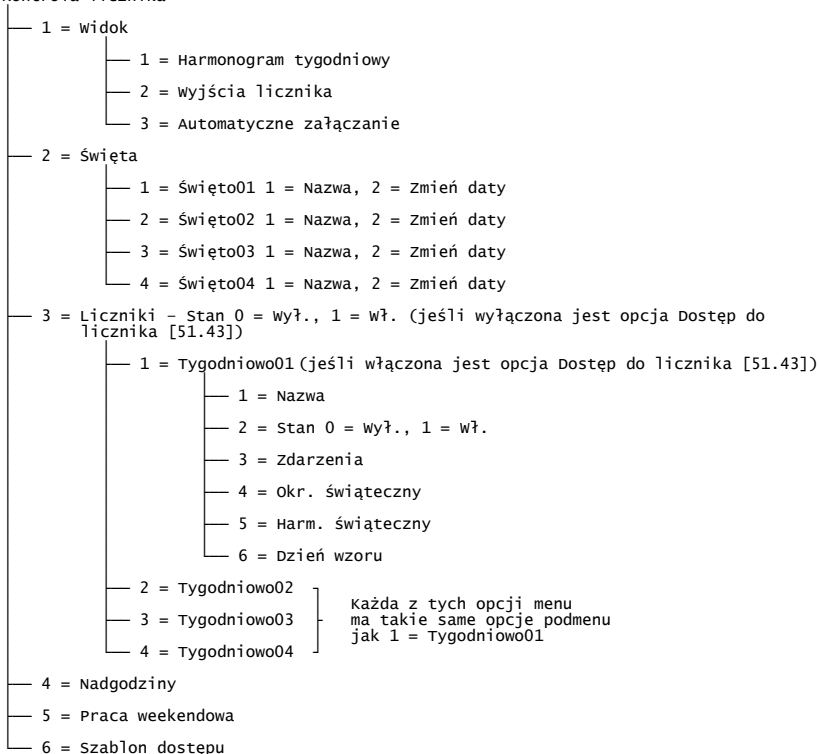 1 = Widok
1 = Harmonogram tygodniowy
2 = Wyjścia licznika
3 = Automatyczne załączanie
2 = Święta
1 = Święto01 1 = Nazwa, 2 = Zmień daty
2 = Święto02 1 = Nazwa, 2 = Zmień daty
3 = Święto03 1 = Nazwa, 2 = Zmień daty
4 = Święto04 1 = Nazwa, 2 = Zmień daty
3 = Liczniki – Stan 0 = Wył., 1 = Wł. (jeśli wyłączona jest opcja Dostęp do
licznika [51.43])
1 = Tygodniowo01 (jeśli włączona jest opcja Dostęp do licznika [51.43])
1 = Nazwa
2 = Stan 0 = Wył., 1 = Wł.
3 = Zdarzenia
4 = Okr. świąteczny
5 = Harm. świąteczny
6 = Dzień wzoru
2 = Tygodniowo02
3 = Tygodniowo03
4 = Tygodniowo04
Każda z tych opcji menu
ma takie same opcje podmenu
jak 1 = Tygodniowo01
4 = Nadgodziny
5 = Praca weekendowa
6 = Szablon dostępu